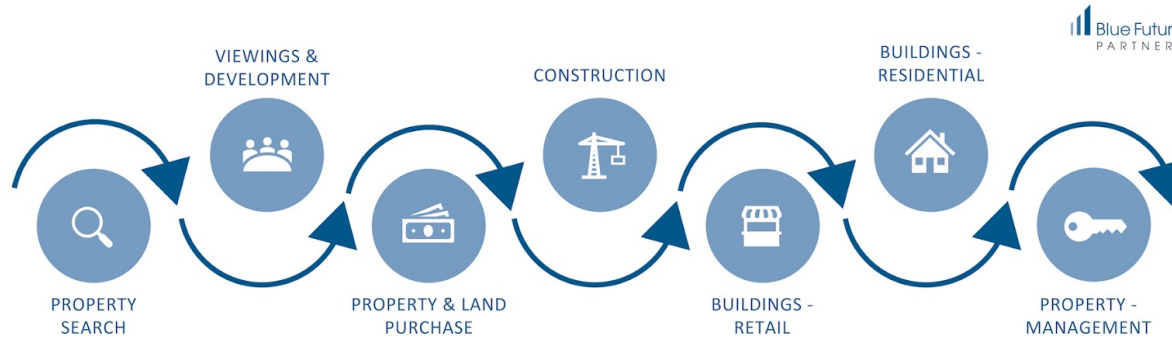 Blue Futur
PARTNER
VIEWINGS &
DEVELOPMENT
CONSTRUCTION
BUILDINGS -
RESIDENTIAL
PROPERTY
SEARCH
PROPERTY & LAND
PURCHASE
BUILDINGS -
RETAIL
PROPERTY -
MANAGEMENT